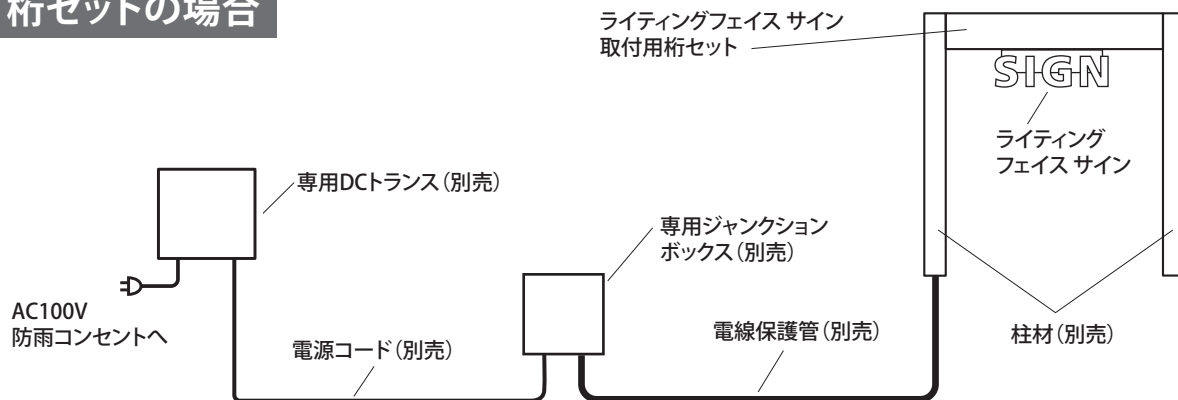 桁セットの場合
ライティングフェイス サイン
取付用桁セット
SIGN
ライティング
フェイス サイン
専用DCトランス（別売）
専用ジャンクション
ボックス（別売）
AC100V
防雨コンセントへ
電源コード（別売）
電線保護管（別売）
柱材（別売）